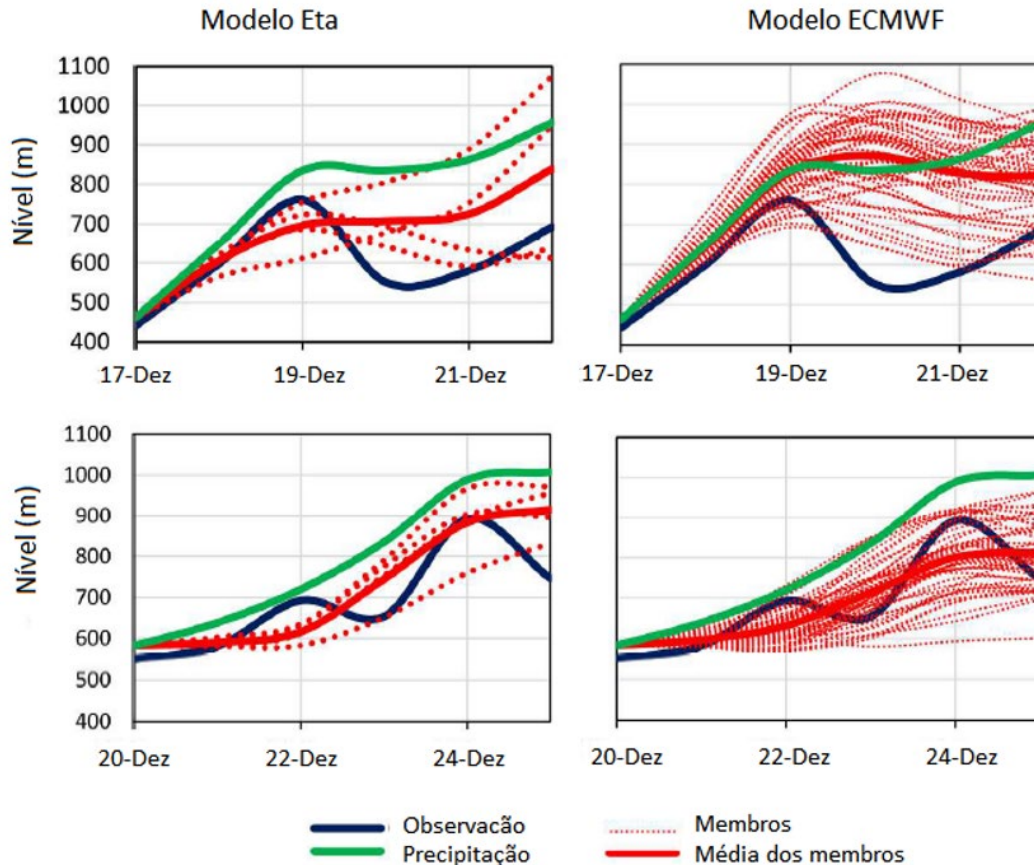 Modelo Eta
Modelo ECMWF
Nível (m)
1100
1000
900
800
700
600
500
400
17-Dez
19-Dez
21-Dez
17-Dez
19-Dez
21-Dez
Nível (m)
1100
1000
900
800
700
600
500
400
20-Dez
22-Dez
24-Dez
20-Dez
22-Dez
24-Dez
Observacão
Membros
Precipitação
Média dos membros